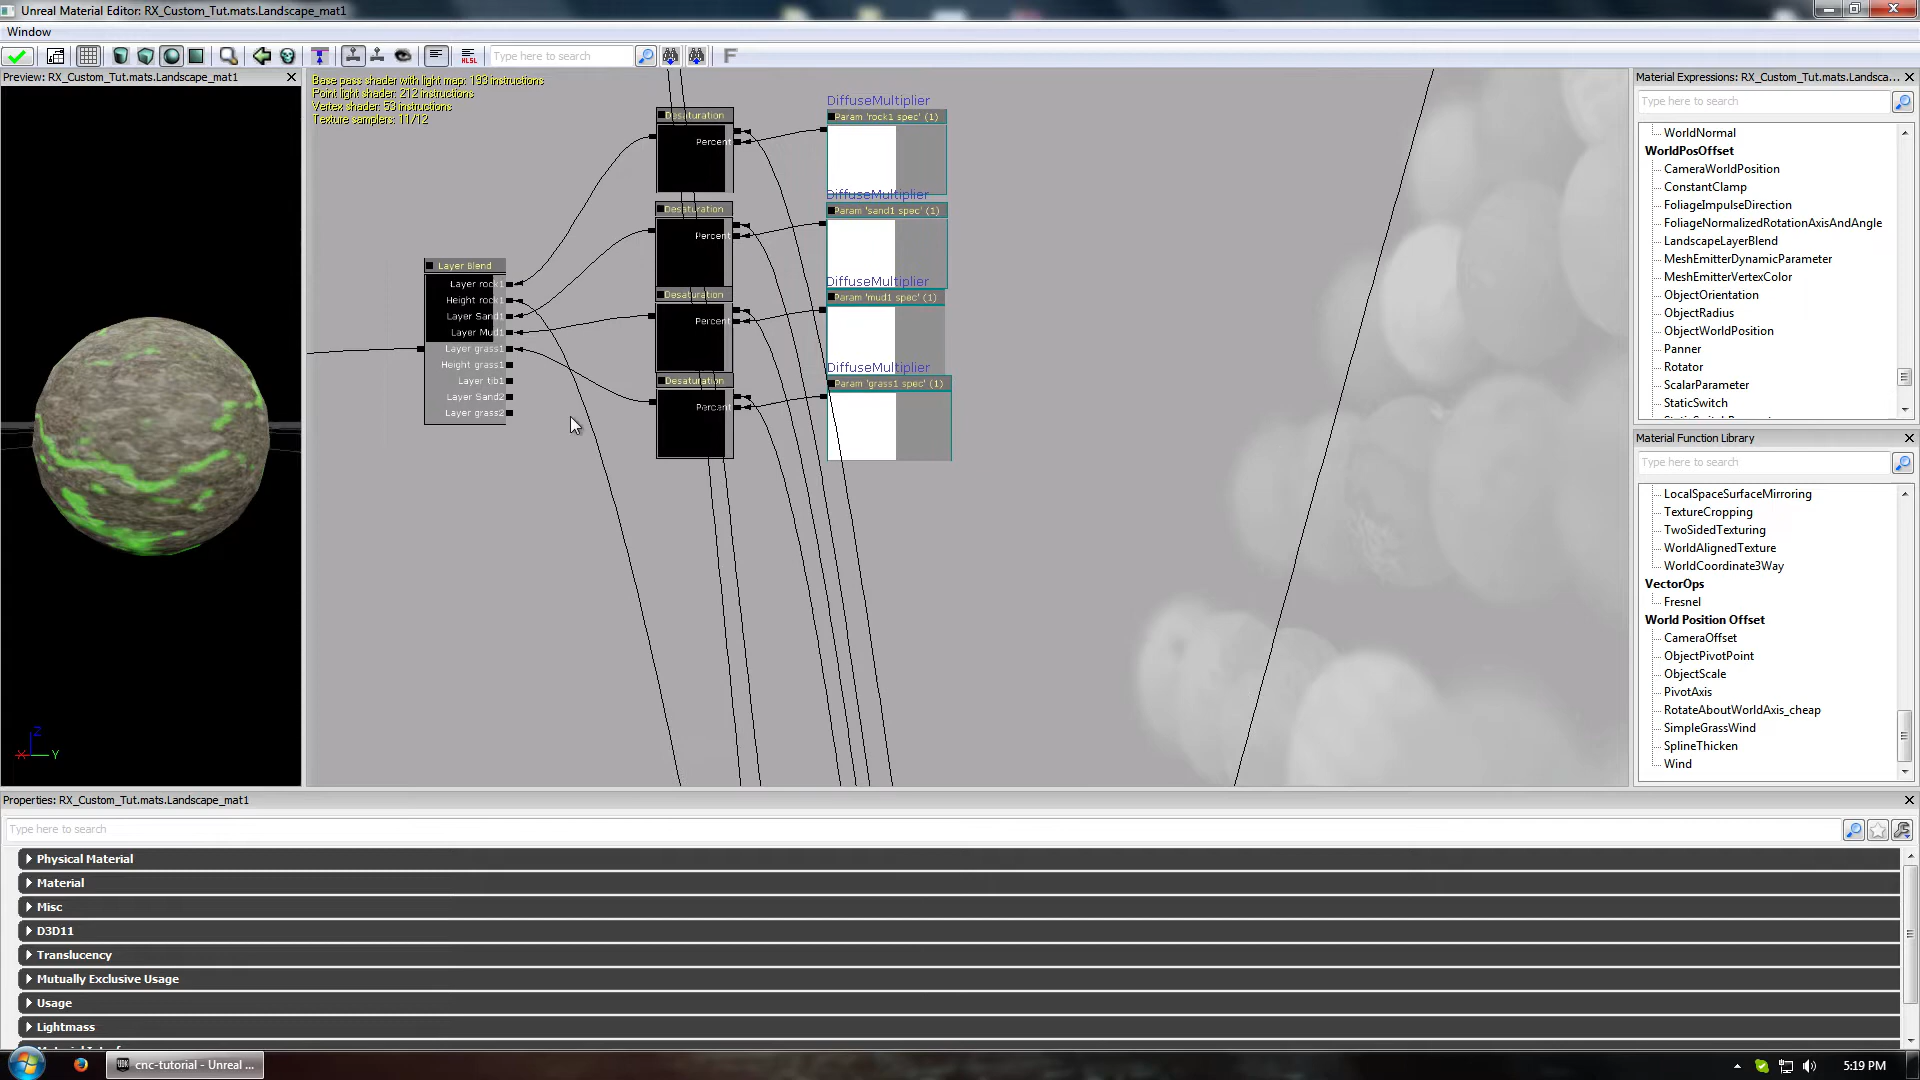 Unreal Material Editor: RX_Custom_Tut.mats.Landscape_mat1
Window
HLSL
Type here to search
F
Preview: RX_Custom_Tut.mats.Landscape_mat1
Z
X
Y
Base pass shader with light map: 193 instructions
Point light shader: 212 instructions
Vertex shader: 53 instructions
Texture samplers: 11/12
Desaturation
Percent
DiffuseMultiplier
Param 'rock1 spec' (1)
Desaturation
Percent
DiffuseMultiplier
Param 'sand1 spec' (1)
Desaturation
Percent
DiffuseMultiplier
Param 'mud1 spec' (1)
Desaturation
Percent
DiffuseMultiplier
Param 'grass1 spec' (1)
Layer Blend
Layer rock1
Height rock1
Layer Sand1
Layer Mud1
Layer grass1
Height grass1
Layer tib1
Layer Sand2
Layer grass2
Material Expressions: RX_Custom_Tut.mats.Landsca...
Type here to search
WorldNormal
WorldPosOffset
CameraWorldPosition
ConstantClamp
FoliageImpulseDirection
FoliageNormalizedRotationAxisAndAngle
LandscapeLayerBlend
MeshEmitterDynamicParameter
MeshEmitterVertexColor
ObjectOrientation
ObjectRadius
ObjectWorldPosition
Panner
Rotator
ScalarParameter
StaticSwitch
Material Function Library
Type here to search
LocalSpaceSurfaceMirroring
TextureCropping
TwoSidedTexturing
WorldAlignedTexture
WorldCoordinate3Way
VectorOps
Fresnel
World Position Offset
CameraOffset
ObjectPivotPoint
ObjectScale
PivotAxis
RotateAboutWorldAxis_cheap
SimpleGrassWind
SplineThicken
Wind
Properties: RX_Custom_Tut.mats.Landscape_mat1
Type here to search
Physical Material
Material
Misc
D3D11
Translucency
Mutually Exclusive Usage
Usage
Lightmass
cnc-tutorial - Unreal ...
5:19 PM